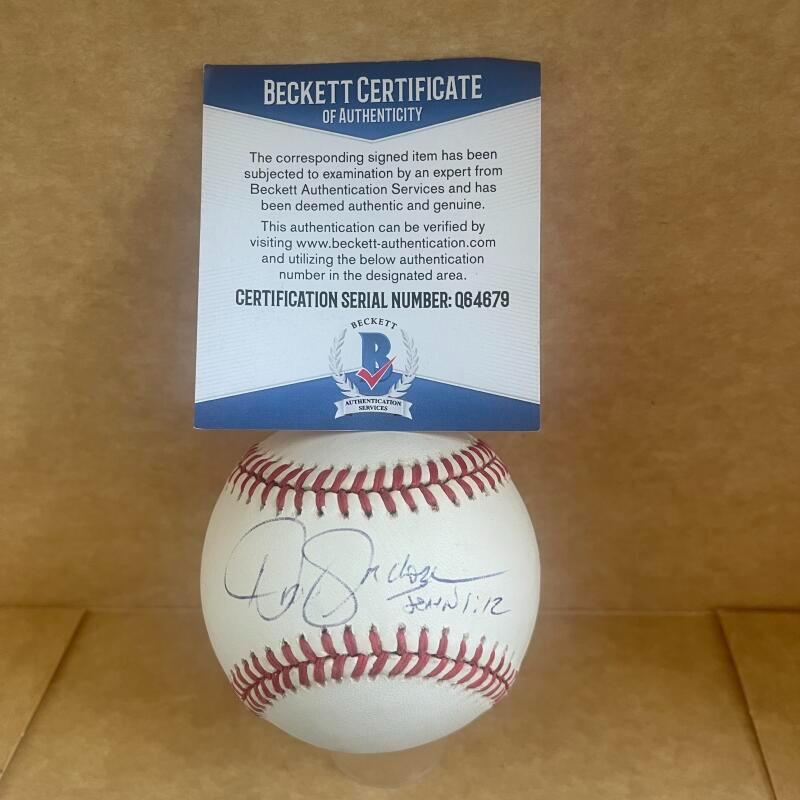 BECKETT CERTIFICATE
OF AUTHENTICITY
The corresponding signed item has been
subjected to examination by an expert from
Beckett Authentication Services and has
been deemed authentic and genuine.
This authentication can be verified by
visiting www.beckett-authentication.com
and utilizing the below authentication
number in the designated area.
CERTIFICATION SERIAL NUMBER: Q64679
BECKETT
B
AUTHENTICATION
SERVICES
John 1:12